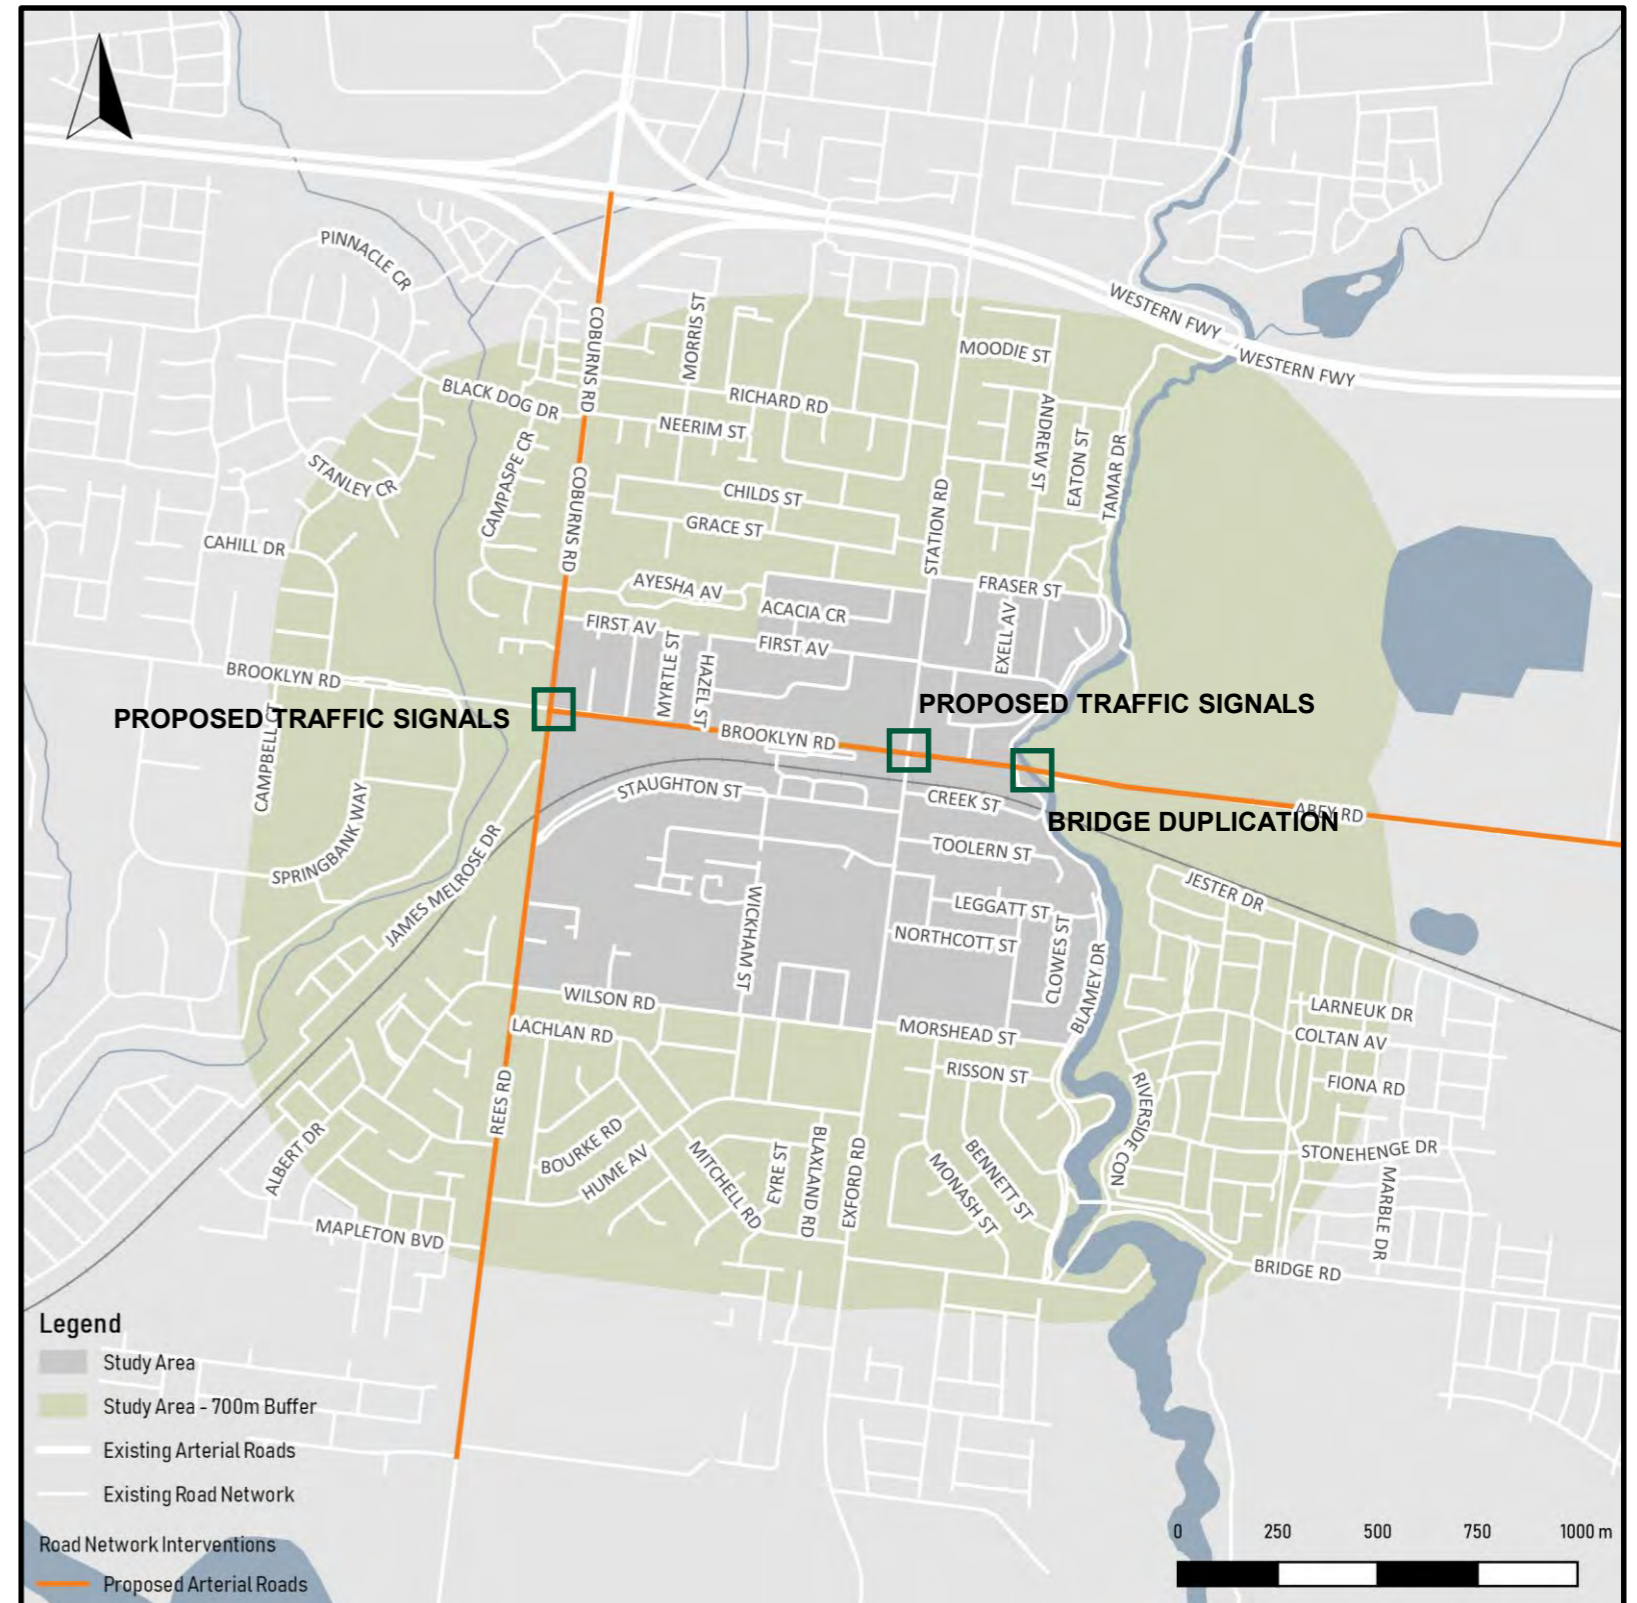 PINNACLE CR
WESTERN FWY
WESTERN FWY
COBURNS RD
MORRIS ST
MOODIE ST
BLACK DOG DR
RICHARD RD
NEERIM ST
ANDREW ST
EATON ST
TAMAR DR
STANLEY CR
CAMPASPE CR
COBURNS RD
CHILDS ST
GRACE ST
STATION RD
CAHILL DR
AYESHA AV
FRASER ST
ACACIA CR
FIRST AV
FIRST AV
MYRTLE ST
HAZEL ST
EXELL AV
BROOKLYN RD
PROPOSED TRAFFIC SIGNALS
PROPOSED TRAFFIC SIGNALS
CAMPBELL CT
BROOKLYN RD
STAUGHTON ST
CREEK ST
ABEY RD
BRIDGE DUPLICATION
SPRINGBANK WAY
JAMES MELROSE DR
TOOLERN ST
JESTER DR
WICKHAM ST
LEGGATT ST
NORTHCOTT ST
CLOWES ST
BLAMEY DR
WILSON RD
LACHLAN RD
MORSHEAD ST
LARNEUK DR
COLTAN AV
RISSON ST
FIONA RD
REES RD
RIVERSIDE CON
ALBERT DR
BOURKE RD
HUME AV
MITCHELL RD
EYRE ST
BLAXLAND RD
EXFORD RD
MONASH ST
BENNETT ST
STONEHENGE DR
MARBLE DR
MAPLETON BVD
BRIDGE RD
Legend
Study Area
Study Area - 700m Buffer
Existing Arterial Roads
Existing Road Network
Road Network Interventions
Proposed Arterial Roads
0 250 500 750 1000 m